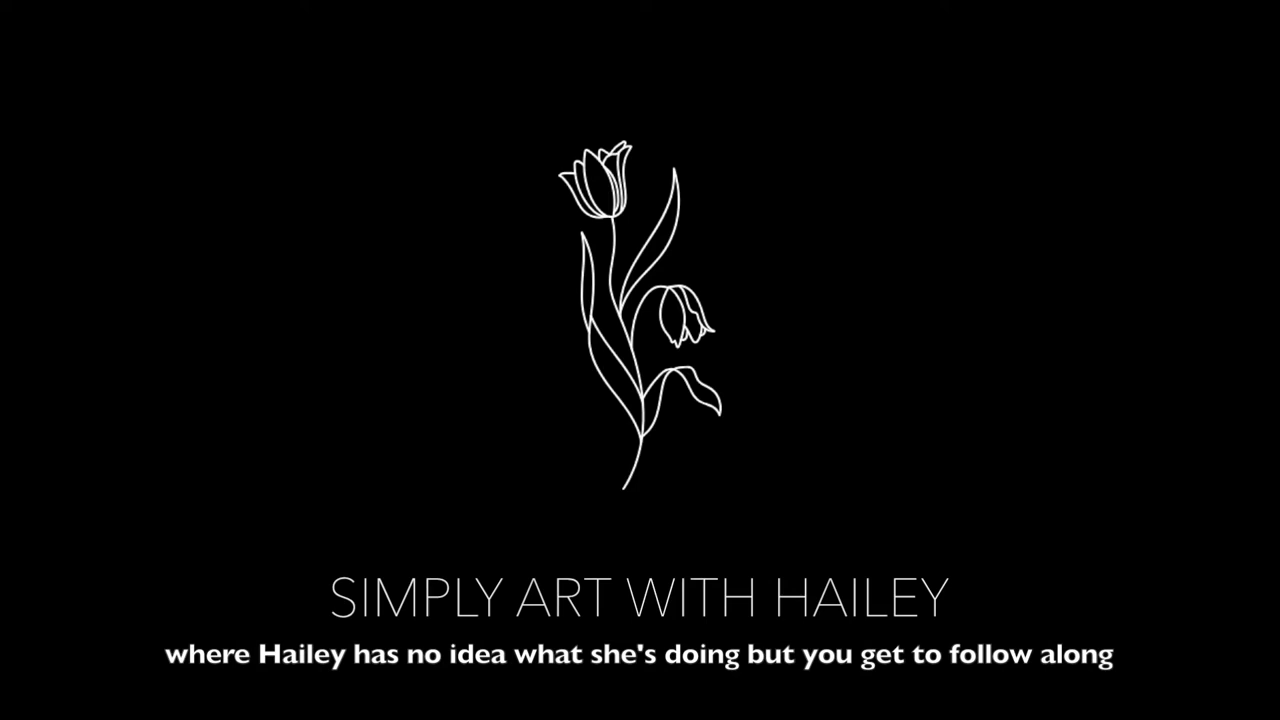 SIMPLY ART WITH HAILEY
where Hailey has no idea what she's doing but you get to follow along